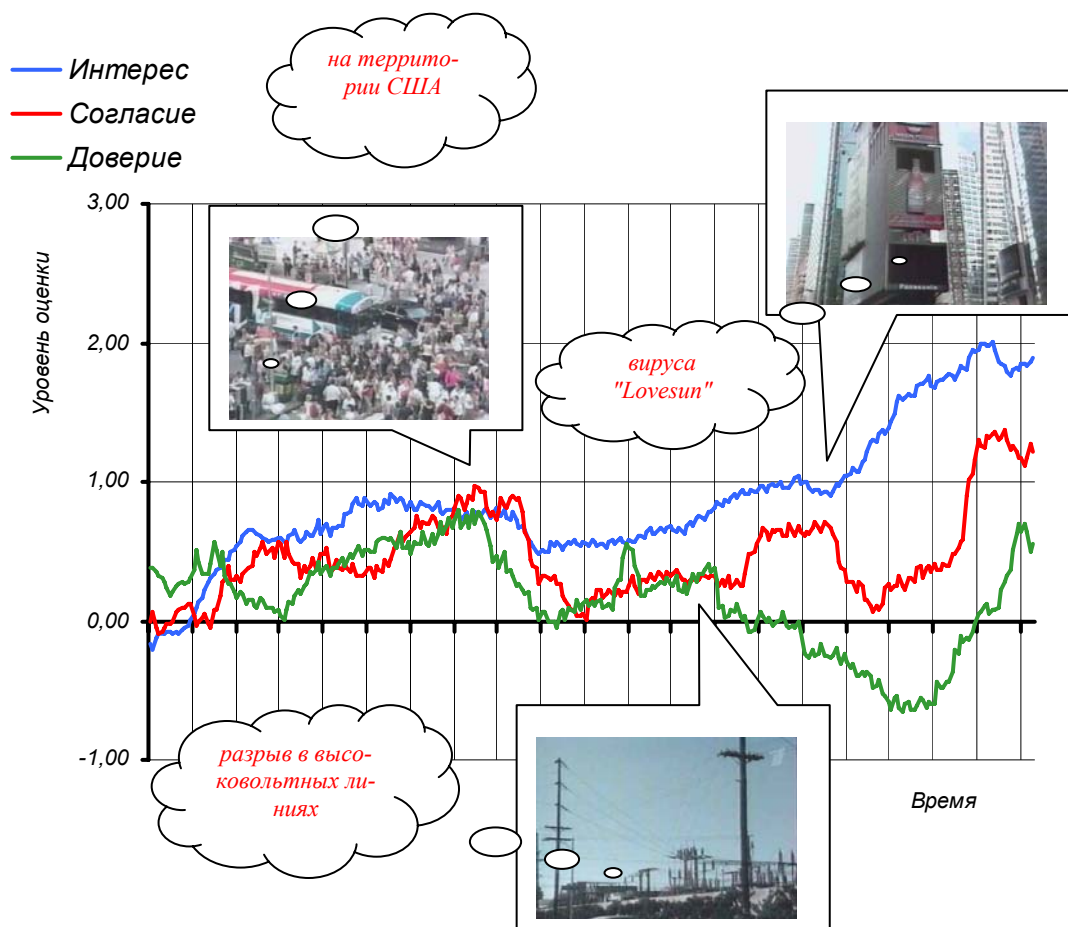 на террито-
рии США
Интерес
Согласие
Доверие
3,00
2,00
1,00
0,00
-1,00
Уровень оценки
Panasonic
вируса
"Lovesun"
разрыв в высо-
ковольтных ли-
ниях
Время